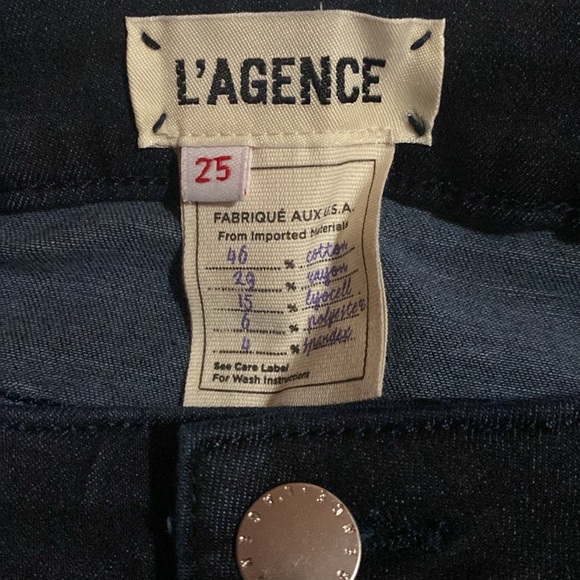 L'AGENCE
25
FABRIQUÉ AUX U.S.A.
From Imported Materials
46 % cotton
29 % rayon
15 % lyocell
6 % polyester
4 % spandex
See Care Label
For Wash Instructions